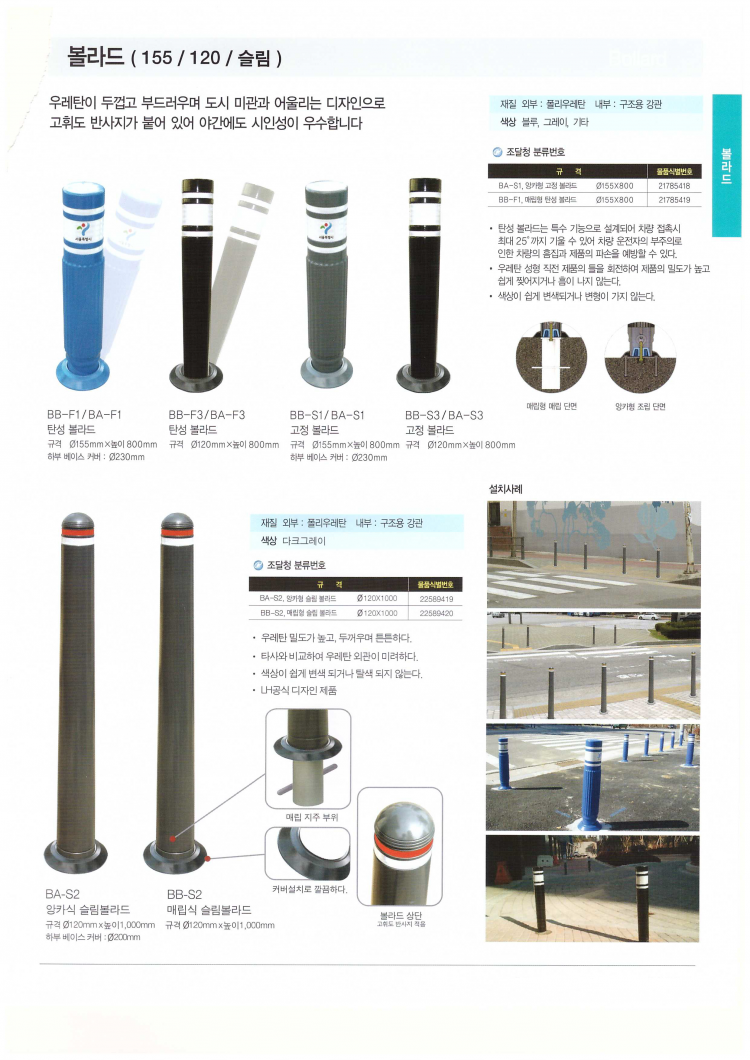 볼라드 ( 155 / 120 / 슬림 )
Bollard
우레탄이 두껍고 부드러우며 도시 미관과 어울리는 디자인으로
고휘도 반사지가 붙어 있어 야간에도 시인성이 우수합니다
재질 외부 : 폴리우레탄 내부 : 구조용 강관
색상 블루, 그레이, 기타
볼라드
조달청 분류번호
규 격 물품식별번호
BA-S1, 앙카형 고정 볼라드 Ø155X800 21785418
BB-F1, 매립형 탄성 볼라드 Ø155X800 21785419
• 탄성 볼라드는 특수 기능으로 설계되어 차량 접촉시
최대 25˚까지 기울 수 있어 차량 운전자의 부주의로
인한 차량의 흠집과 제품의 파손을 예방할 수 있다.
• 우레탄 성형 직전 제품의 틀을 회전하여 제품의 밀도가 높고
쉽게 찢어지거나 흠이 나지 않는다.
• 색상이 쉽게 변색되거나 변형이 가지 않는다.
서울특별시
서울특별시
매립형 매립 단면
앙카형 조립 단면
BB-F1/BA-F1
탄성 볼라드
규격 Ø155mm×높이 800mm
하부 베이스 커버 : Ø230mm
BB-F3/BA-F3
탄성 볼라드
규격 Ø120mm×높이 800mm
BB-S1/BA-S1
고정 볼라드
규격 Ø155mm×높이 800mm
하부 베이스 커버 : Ø230mm
BB-S3/BA-S3
고정 볼라드
규격 Ø120mm×높이 800mm
설치사례
재질 외부 : 폴리우레탄 내부 : 구조용 강관
색상 다크그레이
조달청 분류번호
규 격 물품식별번호
BA-S2, 앙카형 슬림 볼라드 Ø120X1000 22589419
BB-S2, 매립형 슬림 볼라드 Ø120X1000 22589420
• 우레탄 밀도가 높고, 두꺼우며 튼튼하다.
• 타사와 비교하여 우레탄 외관이 미려하다.
• 색상이 쉽게 변색 되거나 탈색 되지 않는다.
• LH공식 디자인 제품
매립 지주 부위
커버설치로 깔끔하다.
볼라드 상단
고휘도 반사지 적용
BA-S2
앙카식 슬림볼라드
규격 Ø120mm x높이1,000mm
하부 베이스 커버 : Ø200mm
BB-S2
매립식 슬림볼라드
규격 Ø120mm x높이1,000mm